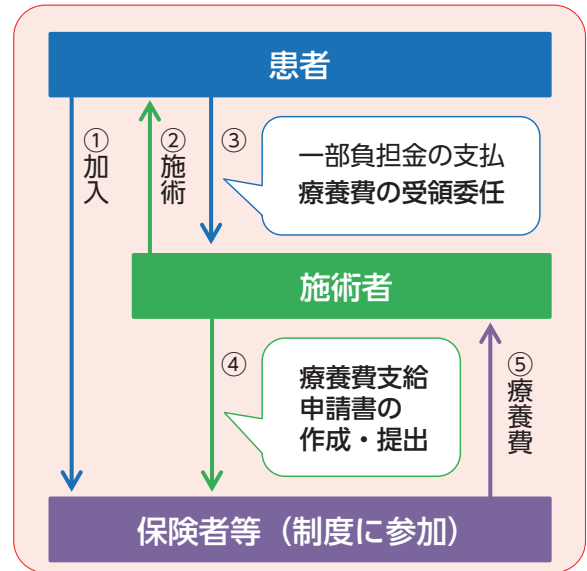 患者
①加入
②施術
③
一部負担金の支払
療養費の受領委任
施術者
④
療養費支給
申請書の
作成・提出
⑤療養費
保険者等（制度に参加）